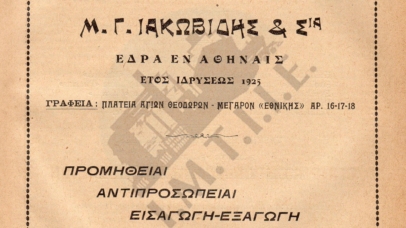 Μ. Γ. ΙΑΚΩΒΙΔΗΣ & ΣΙΑ
ΕΔΡΑ ΕΝ ΑΘΗΝΑΙΣ
ΕΤΟΣ ΙΔΡΥΣΕΩΣ 1925
ΓΡΑΦΕΙΑ : ΠΛΑΤΕΙΑ ΑΓΙΩΝ ΘΕΟΔΩΡΩΝ - ΜΕΓΑΡΟΝ «ΕΘΝΙΚΗΣ» ΑΡ. 16-17-18
ΠΡΟΜΗΘΕΙΑΙ
ΑΝΤΙΠΡΟΣΩΠΕΙΑΙ
ΕΙΣΑΓΩΓΗ-ΕΞΑΓΩΓΗ